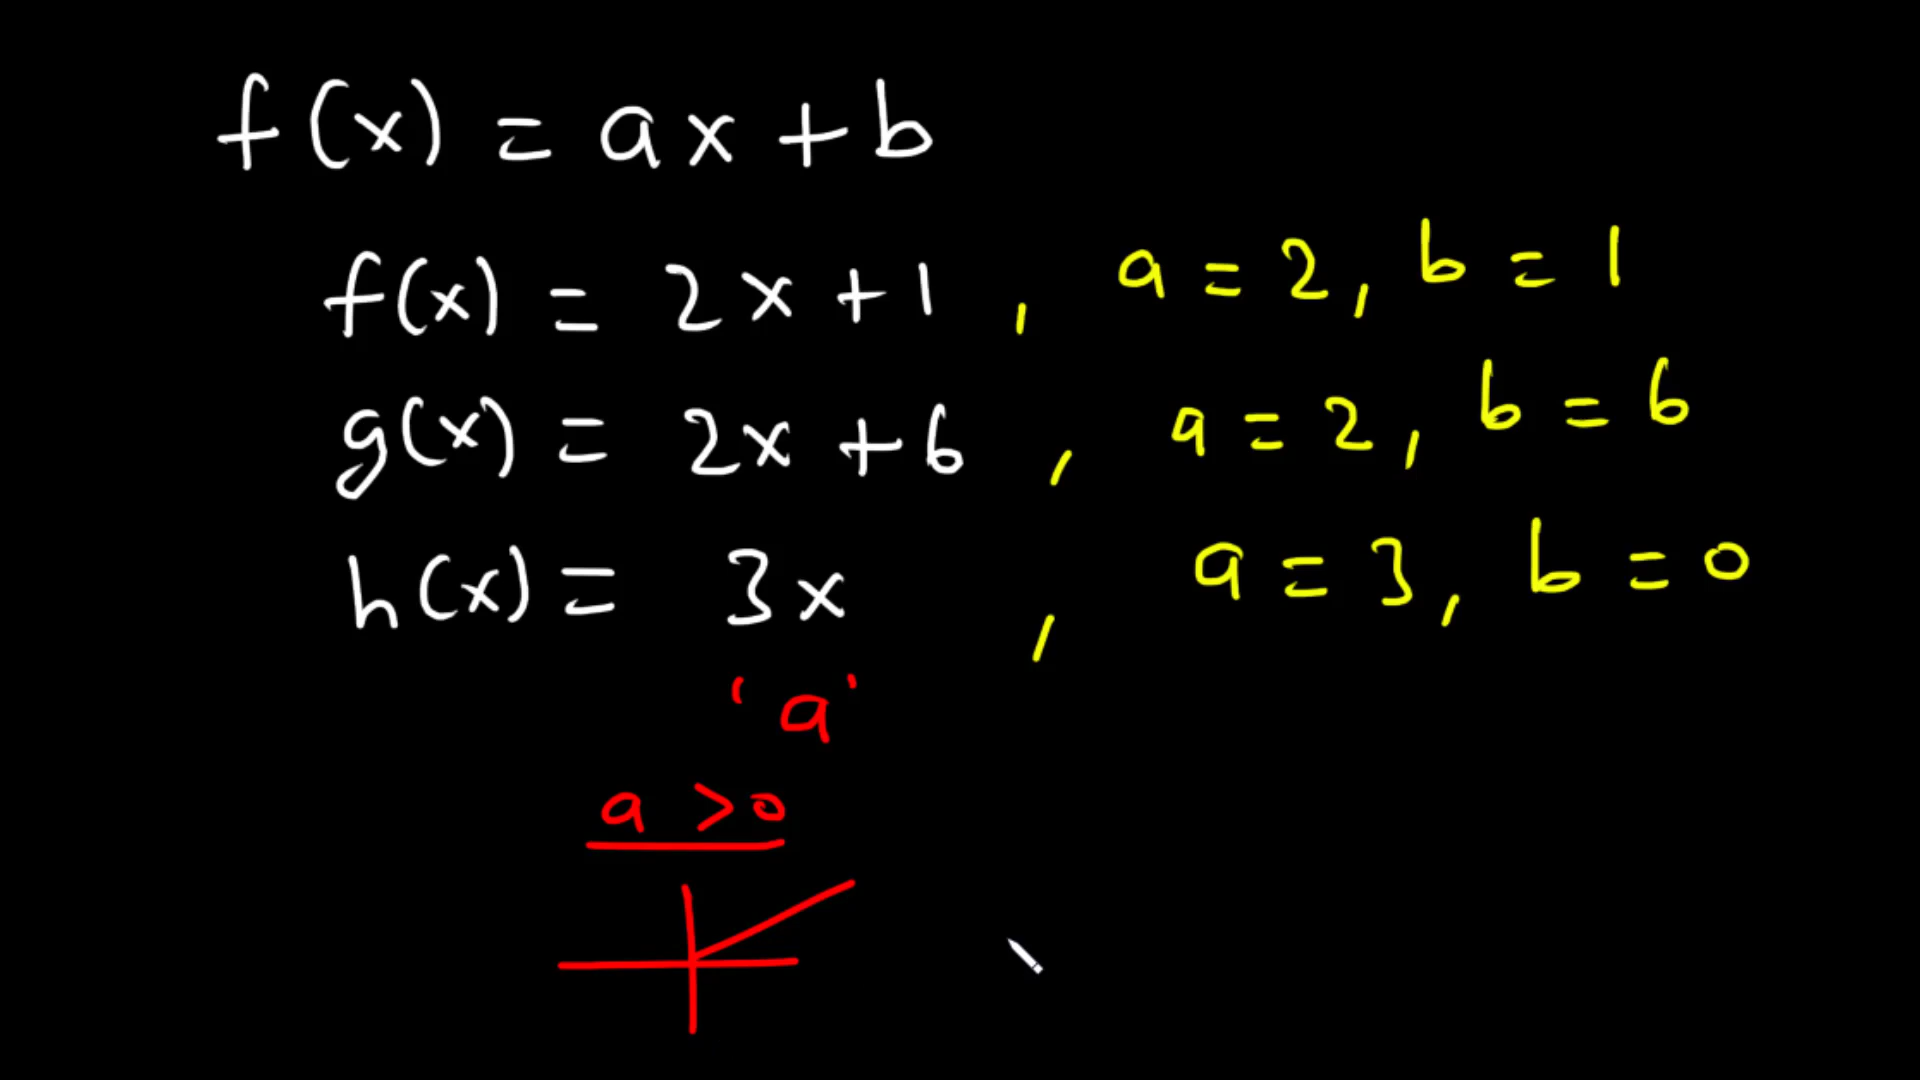 f(x) = ax + b
f(x) = 2x + 1 , a = 2, b = 1
g(x) = 2x + 6 , a = 2, b = 6
h(x) = 3x , a = 3, b = 0
'a'
a > 0